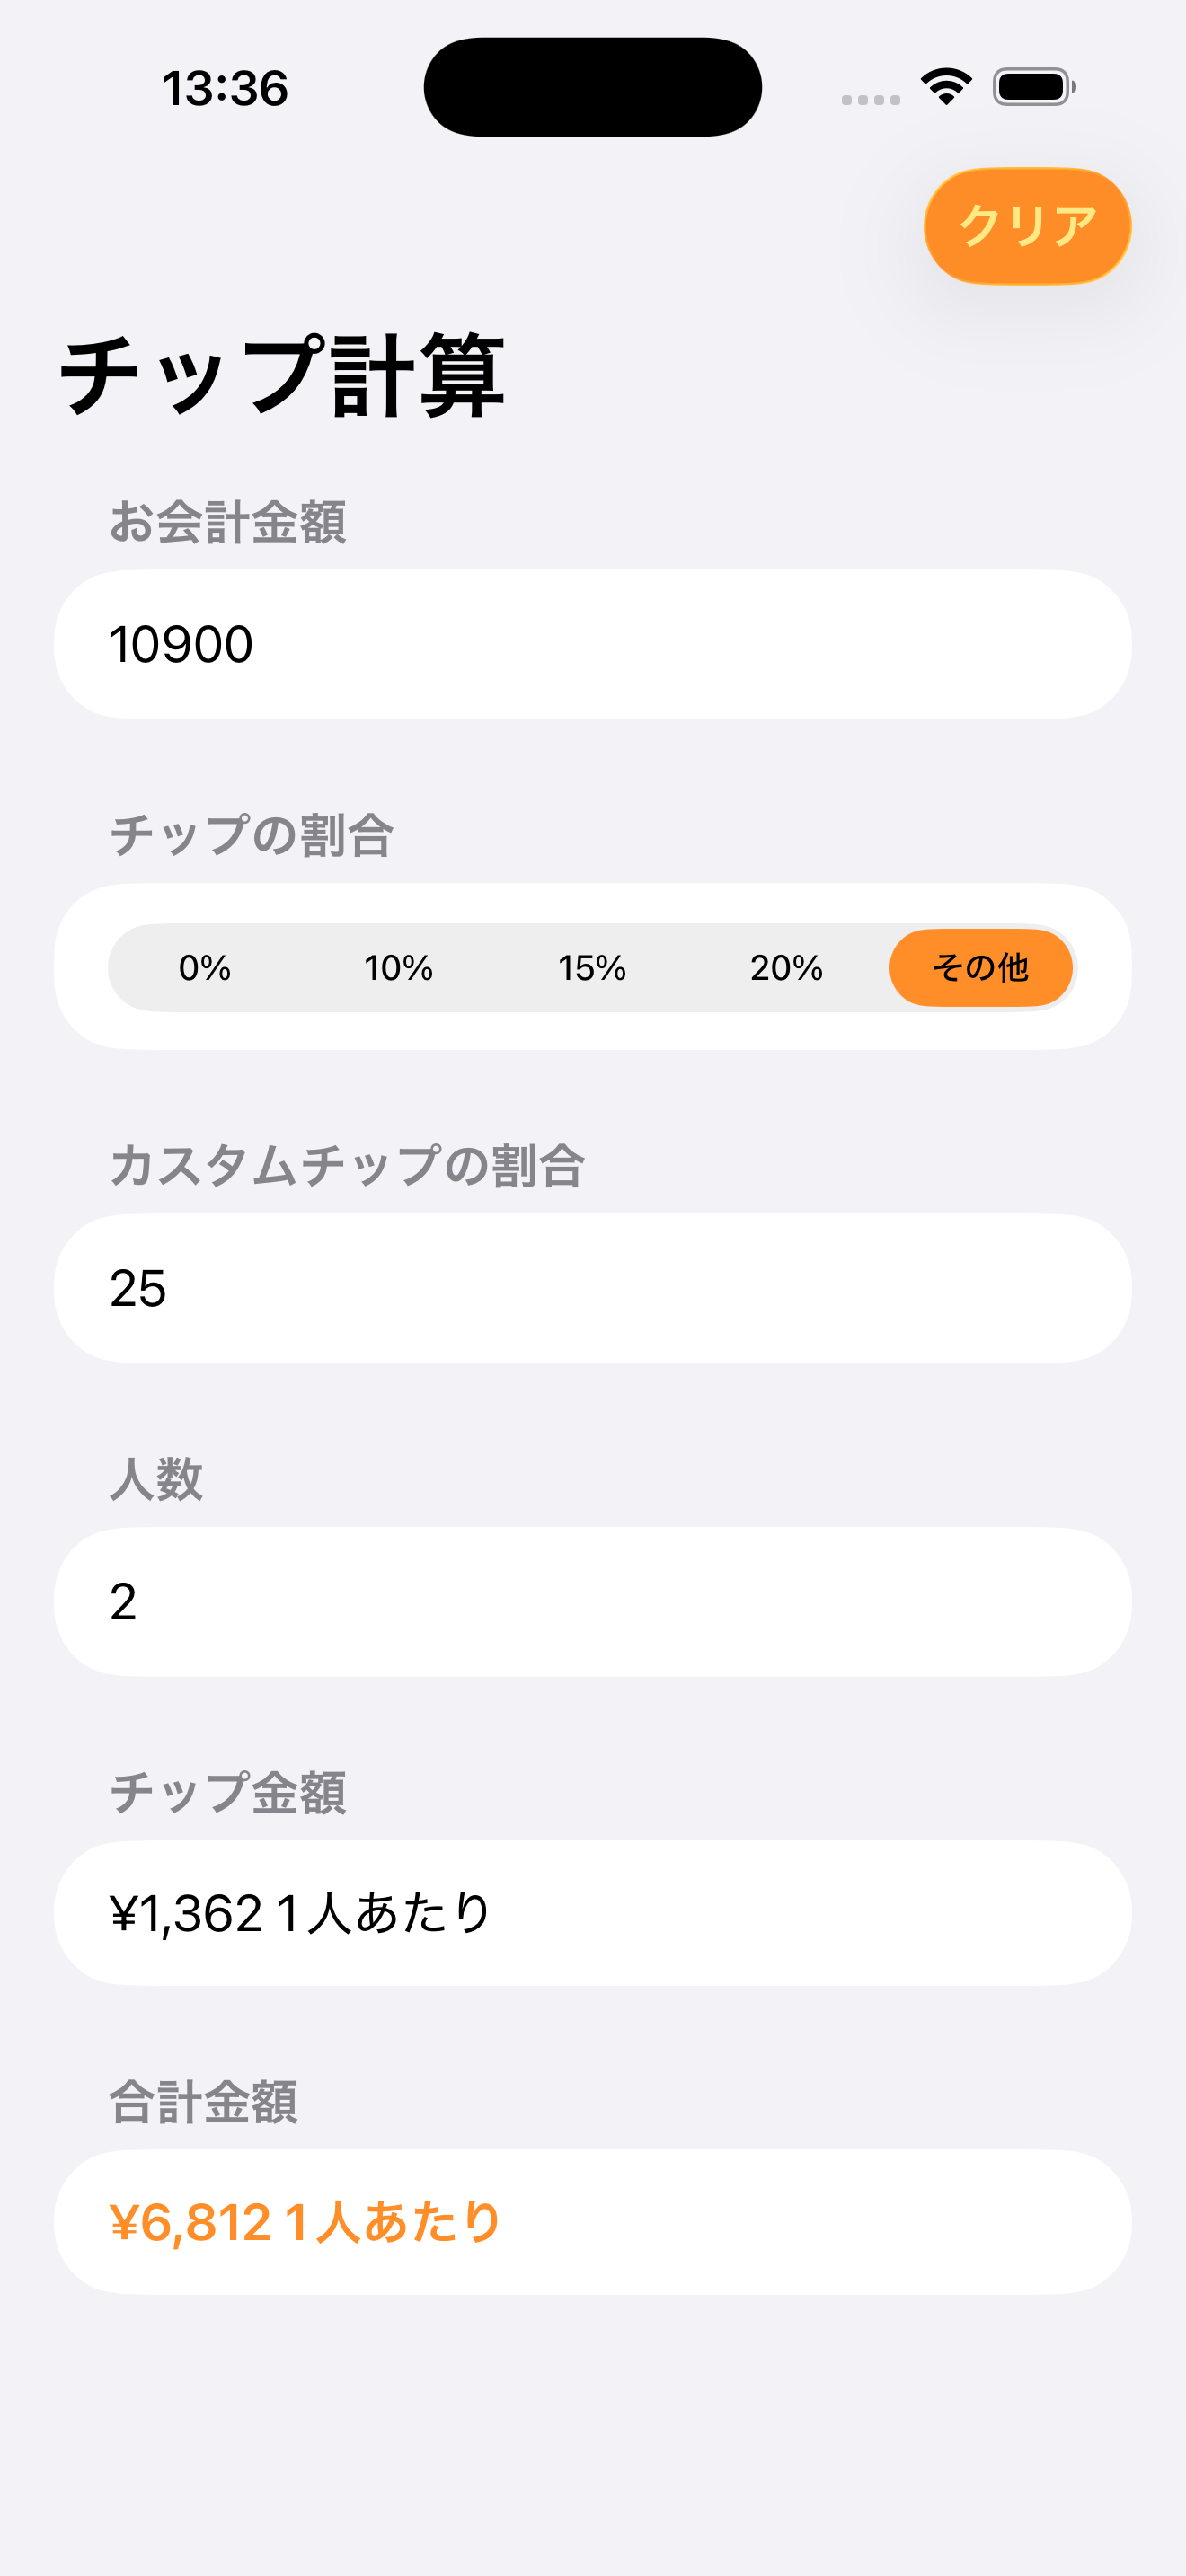 13:36
クリア
チップ計算
お会計金額
10900
チップの割合
0% 10% 15% 20% その他
カスタムチップの割合
25
人数
2
チップ金額
¥1,362 1 人あたり
合計金額
¥6,812 1 人あたり